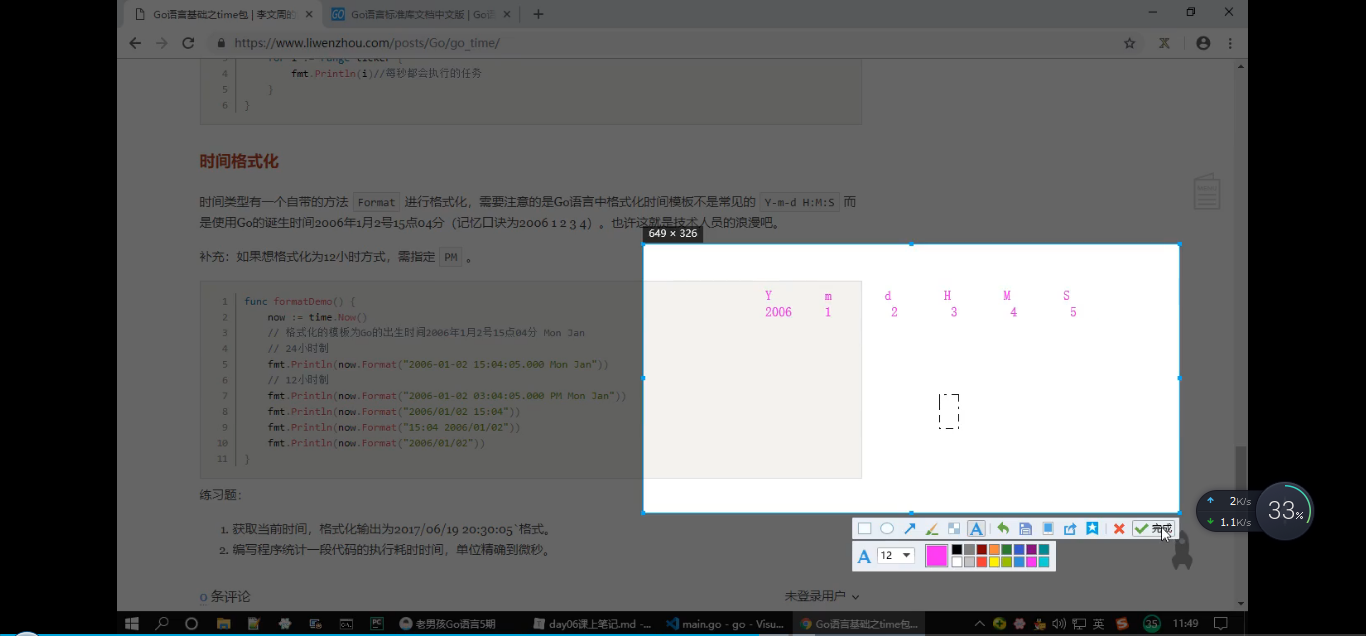 Go语言基础之time包 | 李文周的
Go语言标准库文档中文版 | Go语
https://www.liwenzhou.com/posts/Go/go_time/
4 fmt.Println(i)//每秒都会执行的任务
5 }
6 }
时间格式化
时间类型有一个自带的方法 Format 进行格式化，需要注意的是Go语言中格式化时间模板不是常见的 Y-m-d H:M:S 而
是使用Go的诞生时间2006年1月2号15点04分（记忆口诀为2006 1 2 3 4）。也许这就是技术人员的浪漫吧。
649 × 326
补充：如果想格式化为12小时方式，需指定 PM 。
Y m d H M S
2006 1 2 3 4 5
1 func formatDemo() {
2 now := time.Now()
3 // 格式化的模板为Go的出生时间2006年1月2号15点04分 Mon Jan
4 // 24小时制
5 fmt.Println(now.Format("2006-01-02 15:04:05.000 Mon Jan"))
6 // 12小时制
7 fmt.Println(now.Format("2006-01-02 03:04:05.000 PM Mon Jan"))
8 fmt.Println(now.Format("2006/01/02 15:04"))
9 fmt.Println(now.Format("15:04 2006/01/02"))
10 fmt.Println(now.Format("2006/01/02"))
11 }
练习题：
1. 获取当前时间，格式化输出为2017/06/19 20:30:05`格式。
2. 编写程序统计一段代码的执行耗时时间，单位精确到微秒。
2K/s
1.1K/s
33%
完成
A 12
0 条评论
未登录用户
老男孩Go语言5期
day06课上笔记.md -...
main.go - go - Visu...
Go语言基础之time包...
英
35
11:49